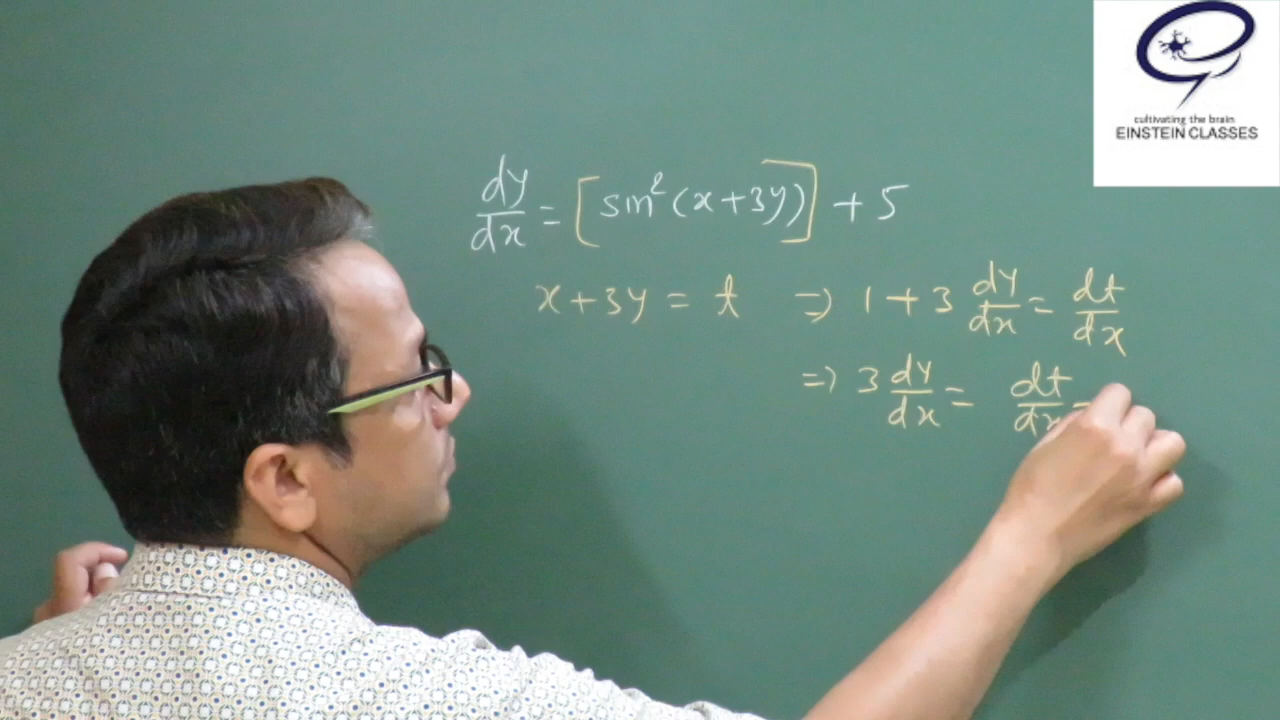 cultivating the brain
EINSTEIN CLASSES
dy/dx = [sin²(x+3y)] + 5
x+3y = t ⇒ 1+3 dy/dx = dt/dx
⇒ 3 dy/dx = dt/dx -